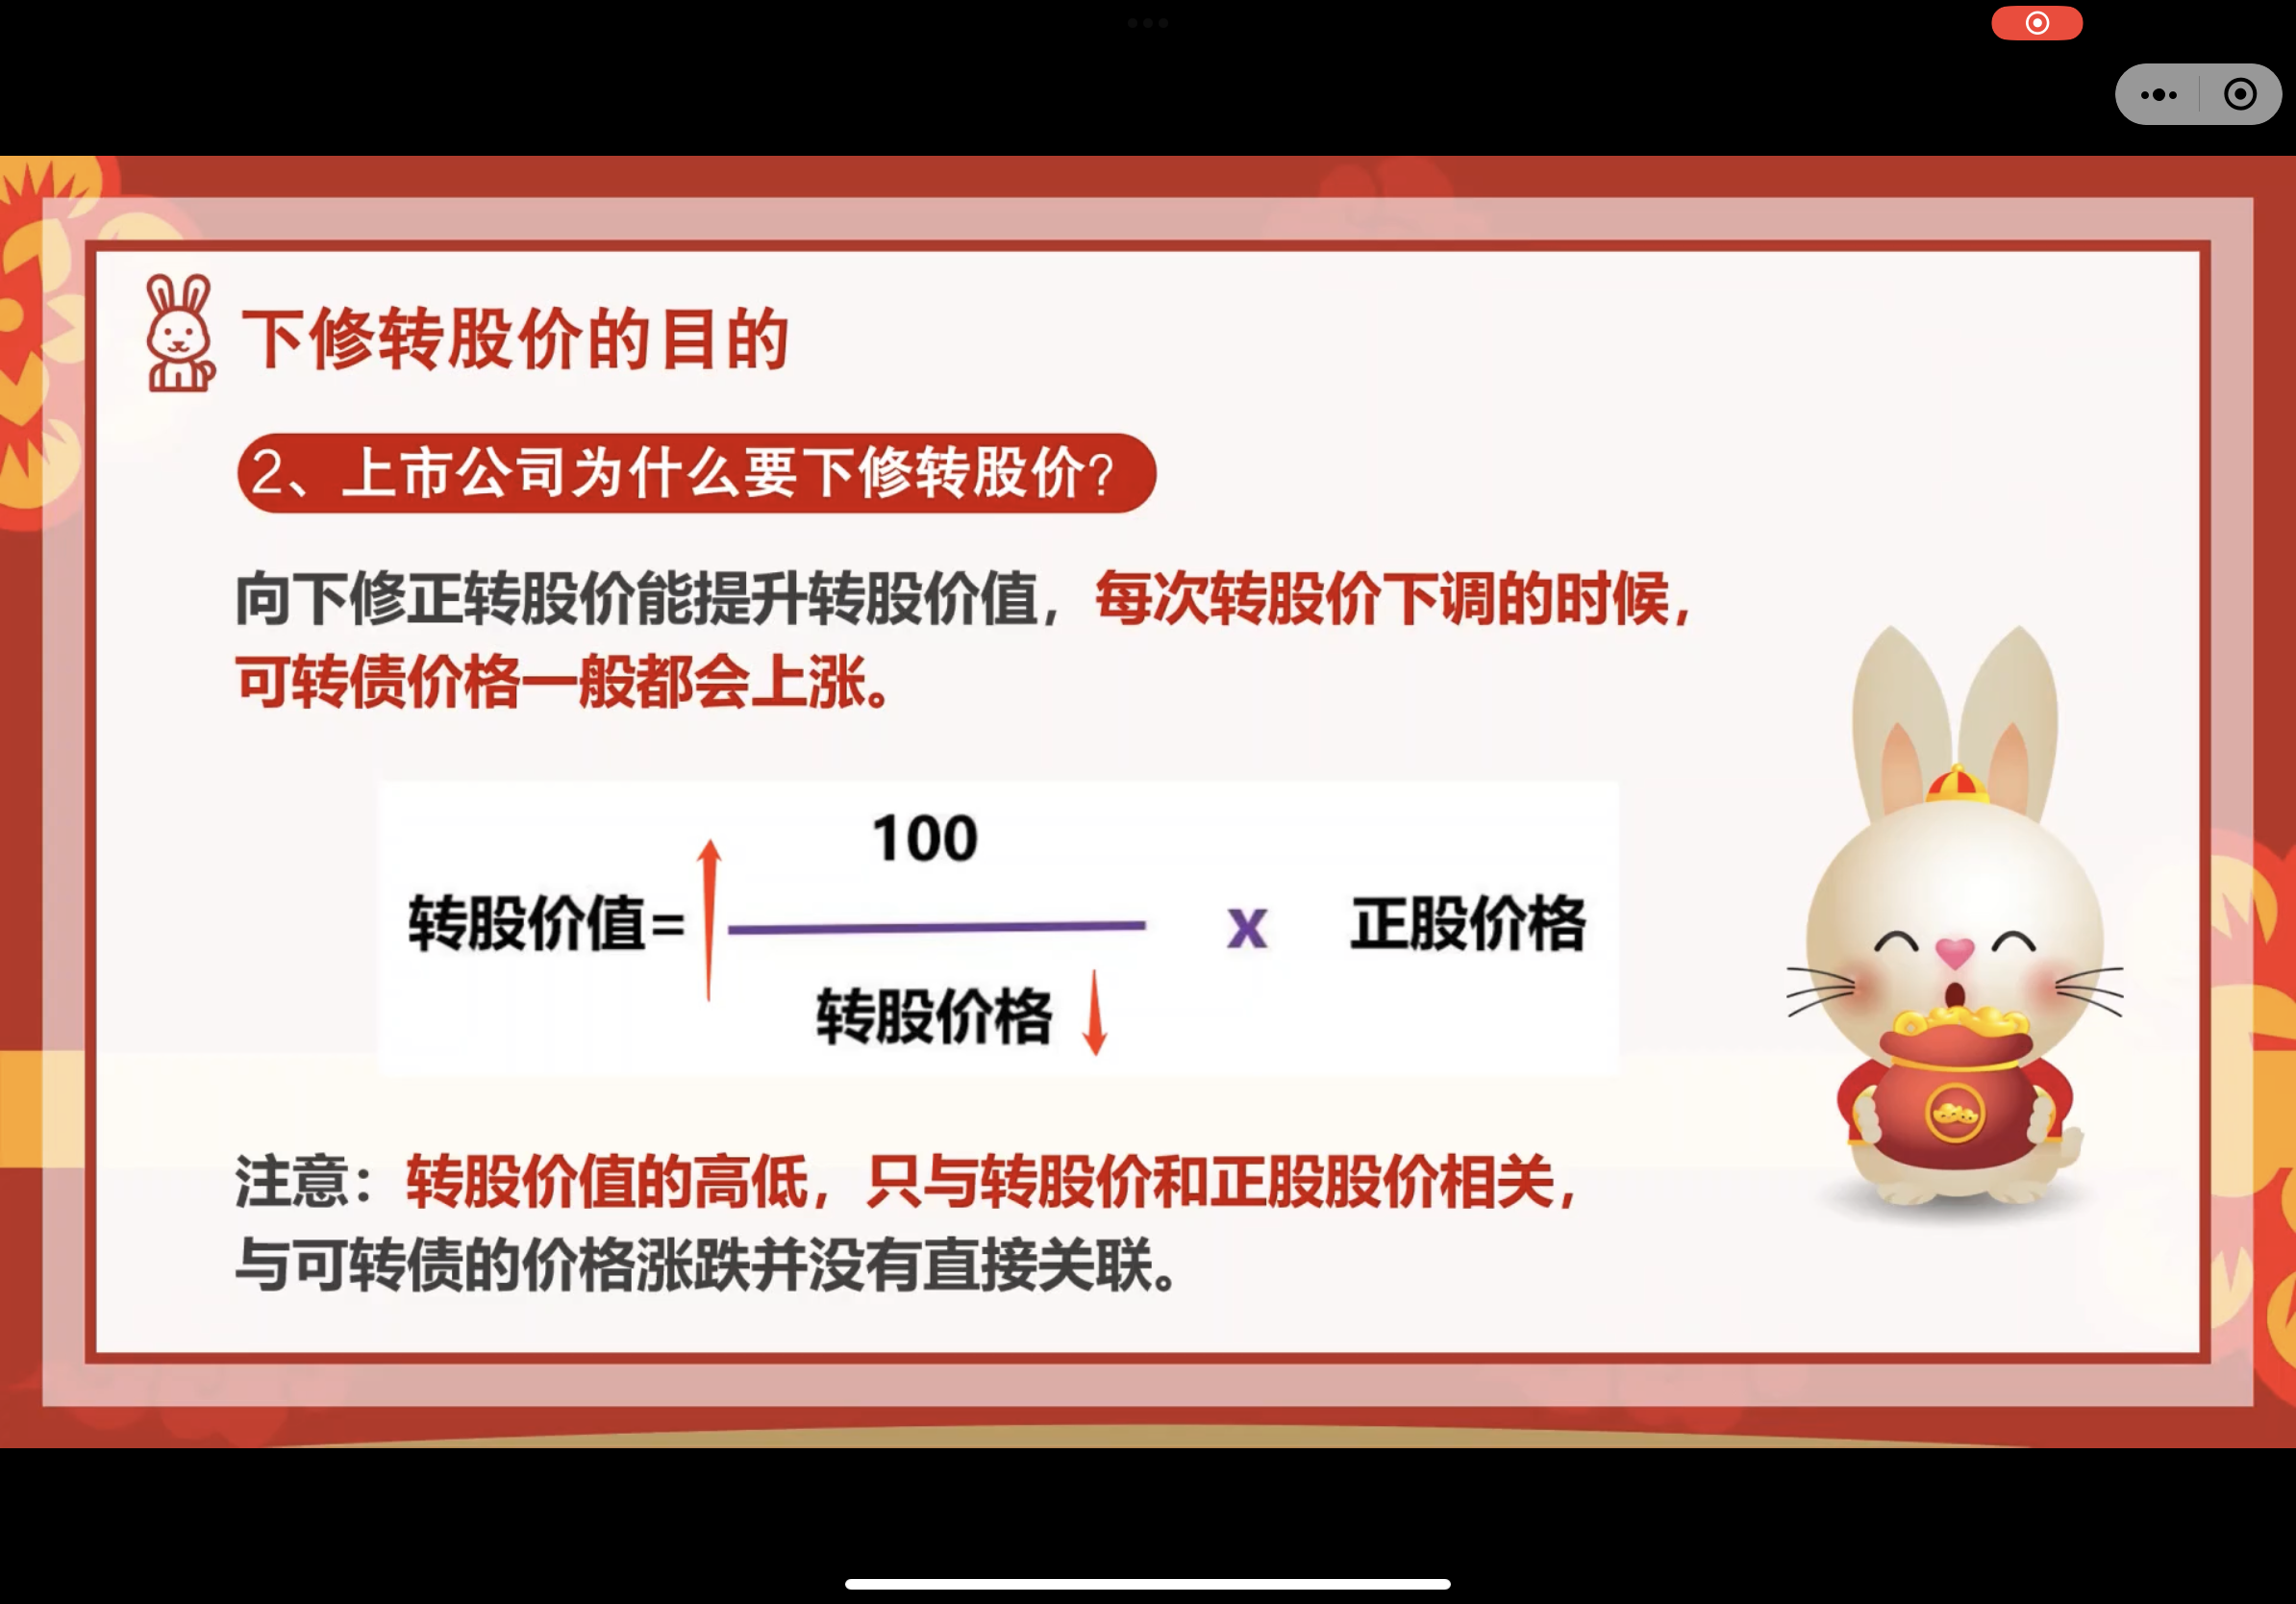 下修转股价的目的
2、上市公司为什么要下修转股价?
向下修正转股价能提升转股价值，每次转股价下调的时候，
可转债价格一般都会上涨。
100
转股价值= x 正股价格
转股价格
注意：转股价值的高低，只与转股价和正股股价相关，
与可转债的价格涨跌并没有直接关联。